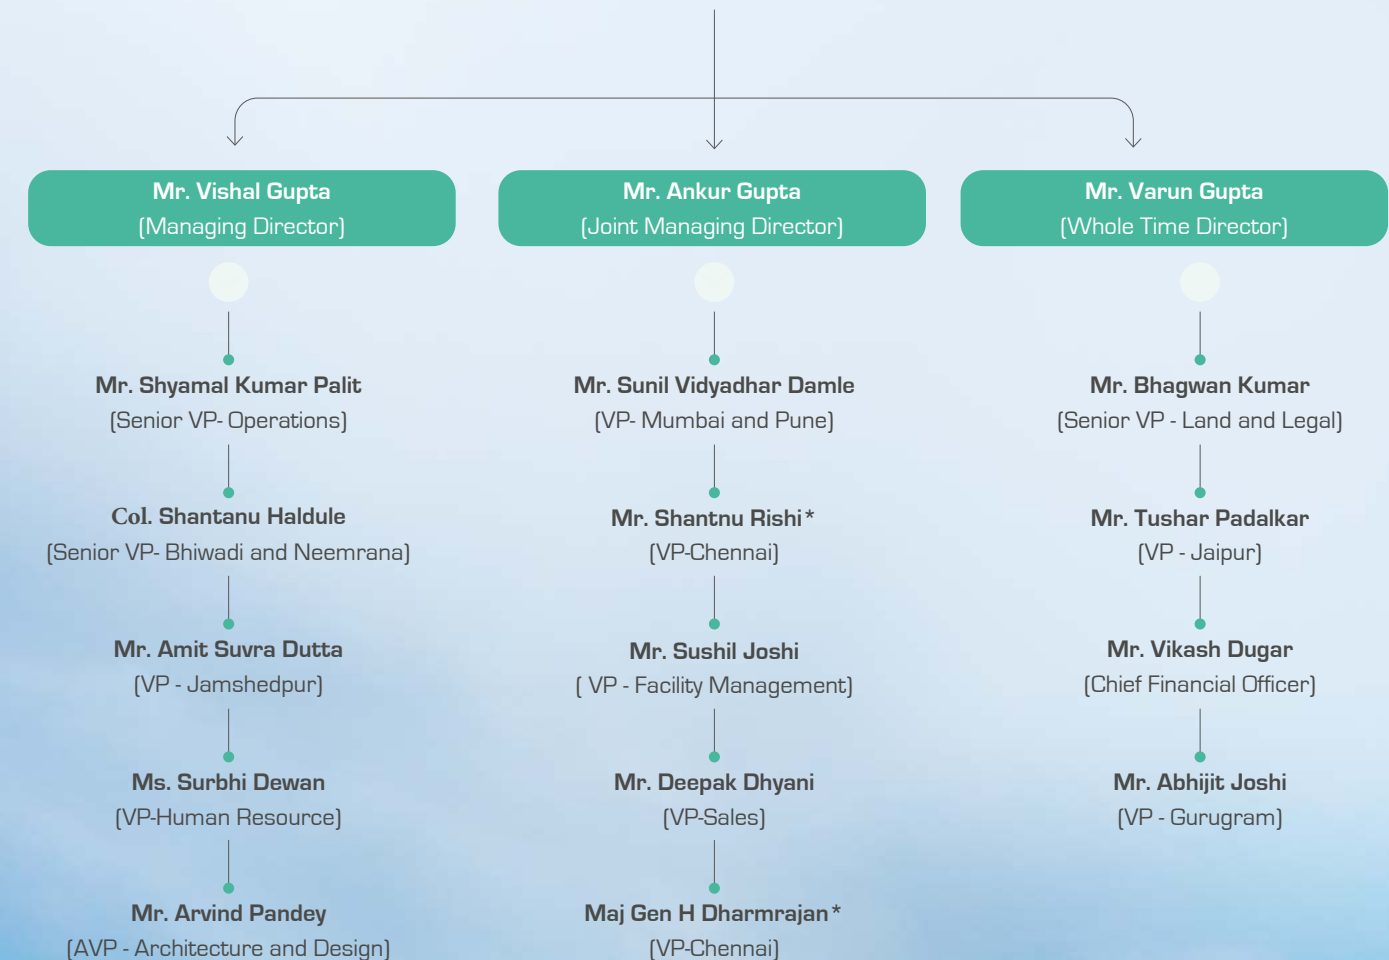 Mr. Vishal Gupta
(Managing Director)
Mr. Ankur Gupta
(Joint Managing Director)
Mr. Varun Gupta
(Whole Time Director)
Mr. Shyamal Kumar Palit
(Senior VP- Operations)
Col. Shantanu Haldule
(Senior VP- Bhiwadi and Neemrana)
Mr. Amit Suvra Dutta
(VP - Jamshedpur)
Ms. Surbhi Dewan
(VP-Human Resource)
Mr. Arvind Pandey
(AVP - Architecture and Design)
Mr. Sunil Vidyadhar Damle
(VP- Mumbai and Pune)
Mr. Shantnu Rishi*
(VP-Chennai)
Mr. Sushil Joshi
( VP - Facility Management)
Mr. Deepak Dhyani
(VP-Sales)
Maj Gen H Dharmrajan*
(VP-Chennai)
Mr. Bhagwan Kumar
(Senior VP - Land and Legal)
Mr. Tushar Padalkar
(VP - Jaipur)
Mr. Vikash Dugar
(Chief Financial Officer)
Mr. Abhijit Joshi
(VP - Gurugram)